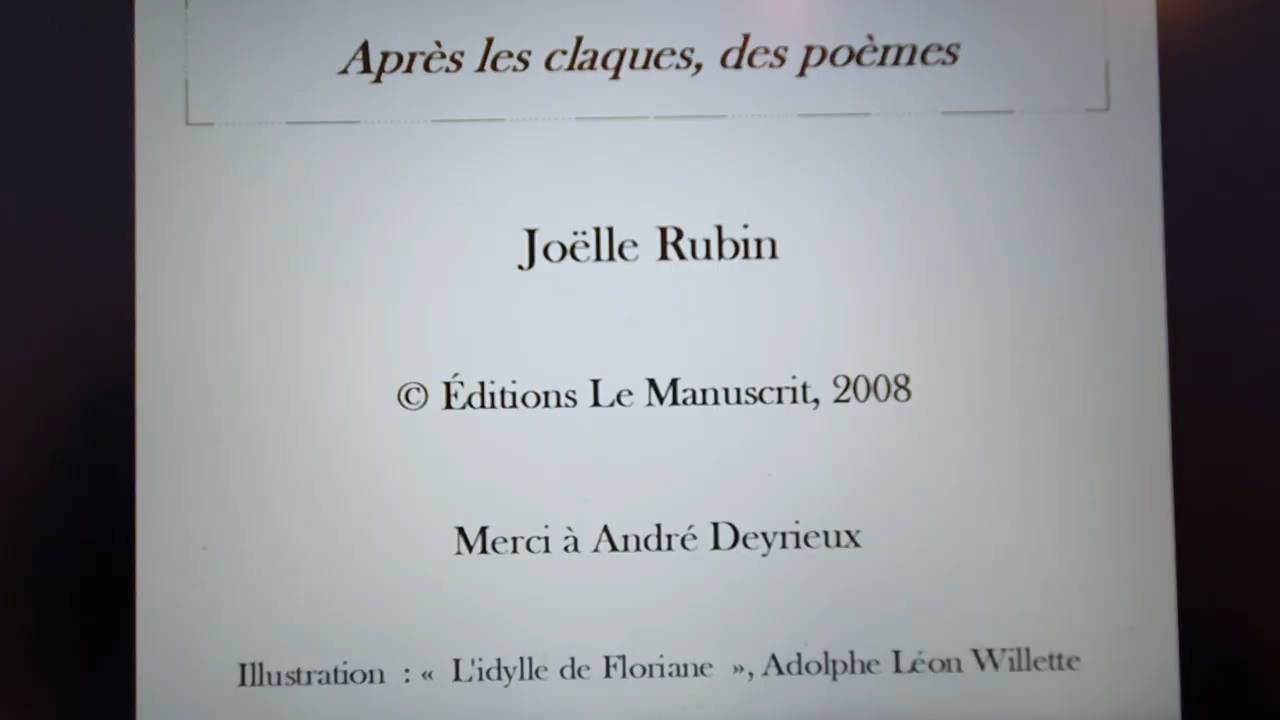 Après les claques, des poèmes
Joëlle Rubin
© Éditions Le Manuscrit, 2008
Merci à André Deyrieux
Illustration : « L'idylle de Floriane », Adolphe Léon Willette